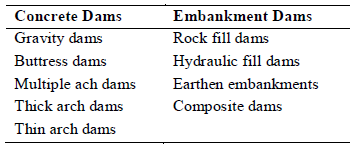 Concrete Dams Embankment Dams
Gravity dams Rock fill dams
Buttress dams Hydraulic fill dams
Multiple ach dams Earthen embankments
Thick arch dams Composite dams
Thin arch dams